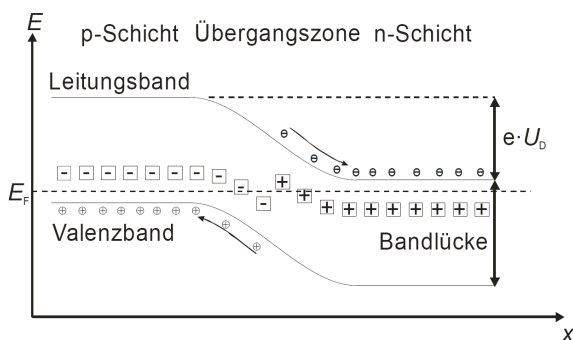 E
p-Schicht Übergangszone n-Schicht
Leitungsband
e·U_D
E_F
Valenzband
Bandlücke
x